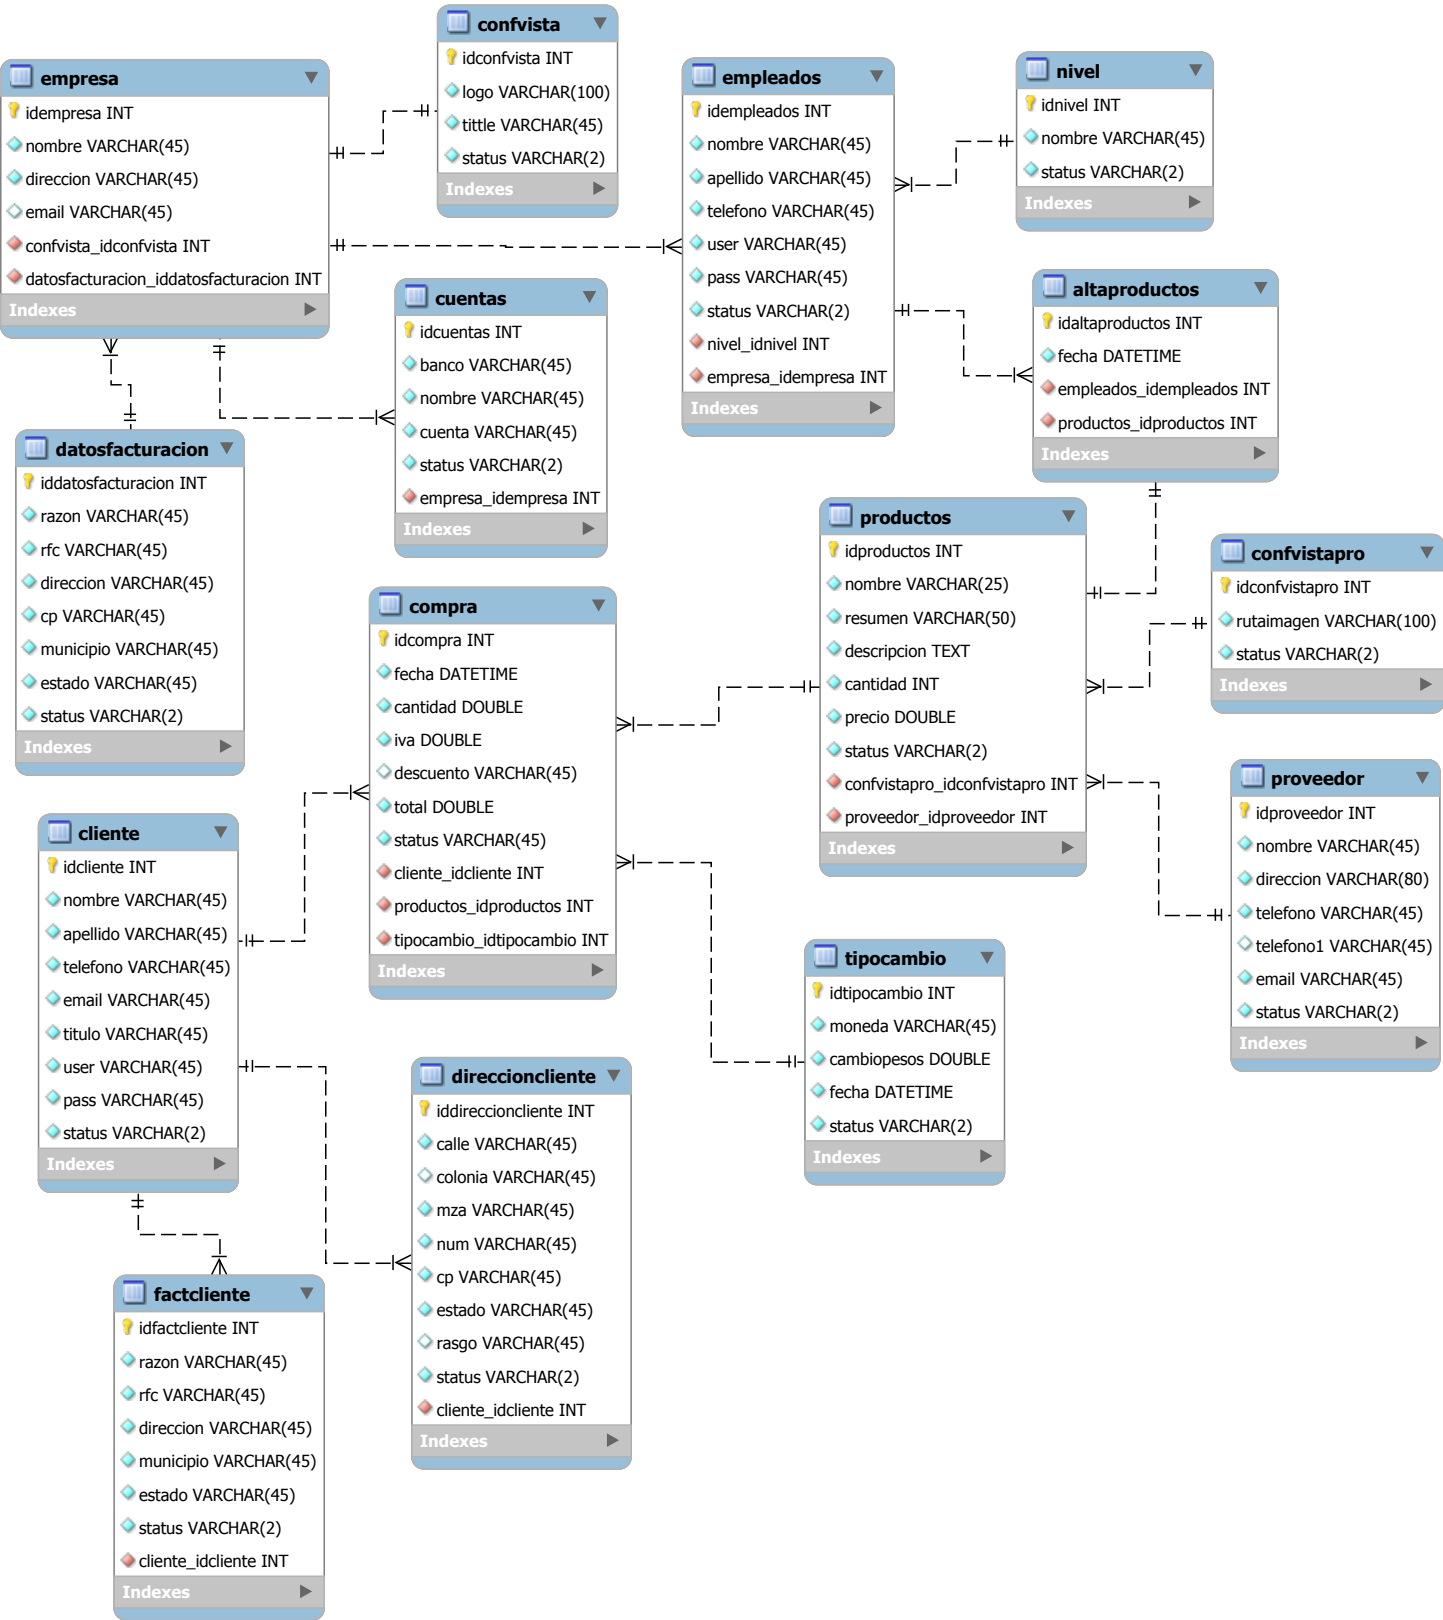 confvista
idconfvista INT
logo VARCHAR(100)
tittle VARCHAR(45)
status VARCHAR(2)
Indexes
empresa
idempresa INT
nombre VARCHAR(45)
direccion VARCHAR(45)
email VARCHAR(45)
confvista_idconfvista INT
datosfacturacion_iddatosfacturacion INT
Indexes
empleados
idempleados INT
nombre VARCHAR(45)
apellido VARCHAR(45)
telefono VARCHAR(45)
user VARCHAR(45)
pass VARCHAR(45)
status VARCHAR(2)
nivel_idnivel INT
empresa_idempresa INT
Indexes
nivel
idnivel INT
nombre VARCHAR(45)
status VARCHAR(2)
Indexes
cuentas
idcuentas INT
banco VARCHAR(45)
nombre VARCHAR(45)
cuenta VARCHAR(45)
status VARCHAR(2)
empresa_idempresa INT
Indexes
altaproductos
idaltaproductos INT
fecha DATETIME
empleados_idempleados INT
productos_idproductos INT
Indexes
datosfacturacion
iddatosfacturacion INT
razon VARCHAR(45)
rfc VARCHAR(45)
direccion VARCHAR(45)
cp VARCHAR(45)
municipio VARCHAR(45)
estado VARCHAR(45)
status VARCHAR(2)
Indexes
productos
idproductos INT
nombre VARCHAR(25)
resumen VARCHAR(50)
descripcion TEXT
cantidad INT
precio DOUBLE
status VARCHAR(2)
confvistapro_idconfvistapro INT
proveedor_idproveedor INT
Indexes
confvistapro
idconfvistapro INT
rutaimagen VARCHAR(100)
status VARCHAR(2)
Indexes
compra
idcompra INT
fecha DATETIME
cantidad DOUBLE
iva DOUBLE
descuento VARCHAR(45)
total DOUBLE
status VARCHAR(45)
cliente_idcliente INT
productos_idproductos INT
tipocambio_idtipocambio INT
Indexes
proveedor
idproveedor INT
nombre VARCHAR(45)
direccion VARCHAR(80)
telefono VARCHAR(45)
telefono1 VARCHAR(45)
email VARCHAR(45)
status VARCHAR(2)
Indexes
cliente
idcliente INT
nombre VARCHAR(45)
apellido VARCHAR(45)
telefono VARCHAR(45)
email VARCHAR(45)
titulo VARCHAR(45)
user VARCHAR(45)
pass VARCHAR(45)
status VARCHAR(2)
Indexes
tipocambio
idtipocambio INT
moneda VARCHAR(45)
cambiopesos DOUBLE
fecha DATETIME
status VARCHAR(2)
Indexes
direccioncliente
iddireccioncliente INT
calle VARCHAR(45)
colonia VARCHAR(45)
mza VARCHAR(45)
num VARCHAR(45)
cp VARCHAR(45)
estado VARCHAR(45)
rasgo VARCHAR(45)
status VARCHAR(2)
cliente_idcliente INT
Indexes
factcliente
idfactcliente INT
razon VARCHAR(45)
rfc VARCHAR(45)
direccion VARCHAR(45)
municipio VARCHAR(45)
estado VARCHAR(45)
status VARCHAR(2)
cliente_idcliente INT
Indexes